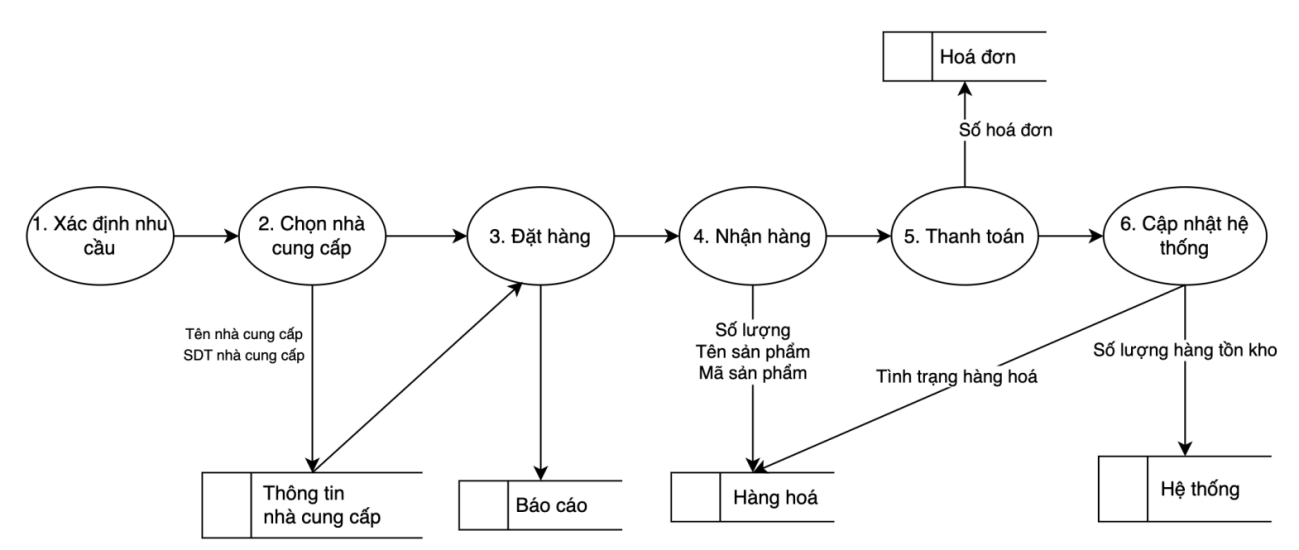 Hoá đơn
Số hoá đơn
1. Xác định nhu
cầu
2. Chọn nhà
cung cấp
3. Đặt hàng
4. Nhận hàng
5. Thanh toán
6. Cập nhật hệ
thống
Tên nhà cung cấp
SDT nhà cung cấp
Số lượng
Tên sản phẩm
Mã sản phẩm
Tình trạng hàng hoá
Số lượng hàng tồn kho
Thông tin
nhà cung cấp
Báo cáo
Hàng hoá
Hệ thống